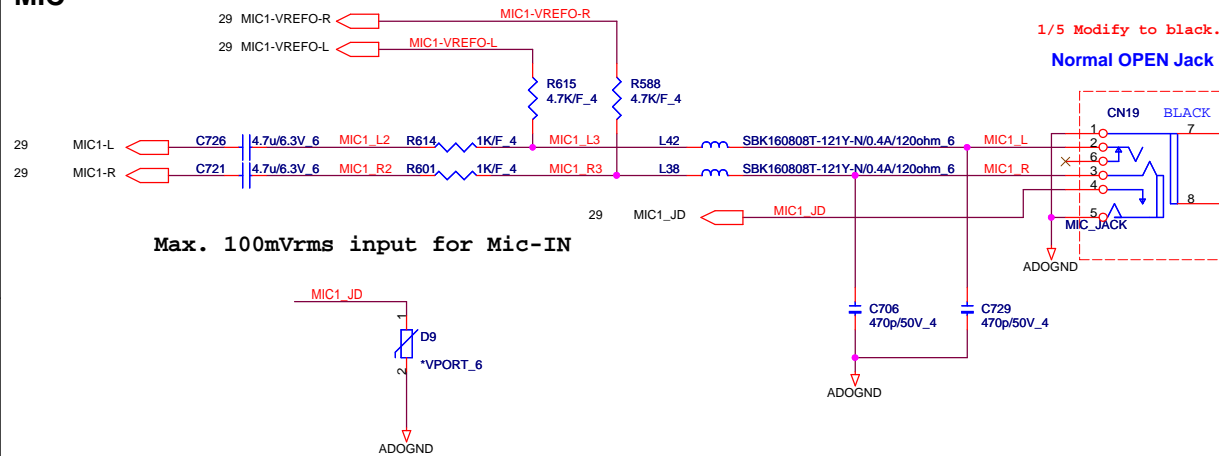 MIC
29 MIC1-VREFO-R MIC1-VREFO-R
29 MIC1-VREFO-L MIC1-VREFO-L
1/5 Modify to black.
Normal OPEN Jack
R615
4.7K/F_4
R588
4.7K/F_4
CN19 BLACK
29 MIC1-L C726 4.7u/6.3V_6 MIC1_L2 R614 1K/F_4 MIC1_L3 L42 SBK160808T-121Y-N/0.4A/120ohm_6 MIC1_L
29 MIC1-R C721 4.7u/6.3V_6 MIC1_R2 R601 1K/F_4 MIC1_R3 L38 SBK160808T-121Y-N/0.4A/120ohm_6 MIC1_R
1
2
6
3
4
5
7
8
29 MIC1_JD MIC1_JD
MIC_JACK
ADOGND
Max. 100mVrms input for Mic-IN
MIC1_JD
1
D9
*VPORT_6
2
ADOGND
C706
470p/50V_4
C729
470p/50V_4
ADOGND